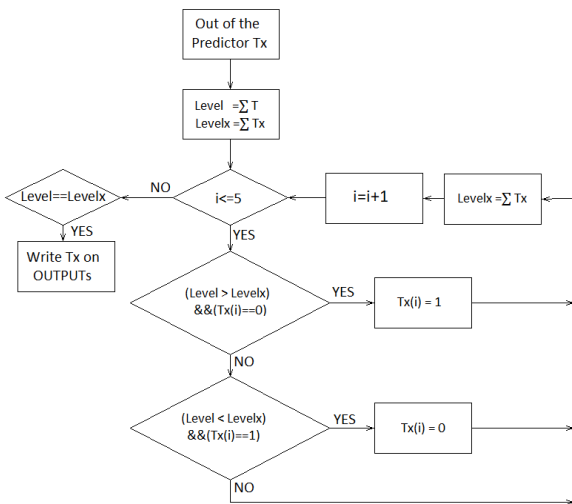 Out of the
Predictor Tx
Level =∑ T
Levelx =∑ Tx
Level==Levelx
NO
i<=5
i=i+1
Levelx =∑ Tx
YES
YES
Write Tx on
OUTPUTs
(Level > Levelx)
&&(Tx(i)==0)
YES
Tx(i) = 1
NO
(Level < Levelx)
&&(Tx(i)==1)
YES
Tx(i) = 0
NO